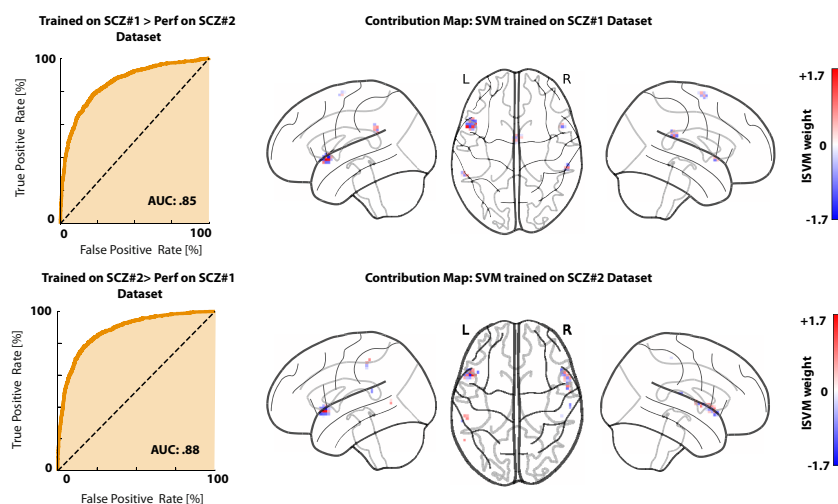 Trained on SCZ#1 > Perf on SCZ#2
Dataset
100
True Positive Rate [%]
AUC: .85
0
0
100
False Positive Rate [%]
Contribution Map: SVM trained on SCZ#1 Dataset
L
R
+1.7
0
-1.7
lSVM weight
Trained on SCZ#2> Perf on SCZ#1
Dataset
100
True Positive Rate [%]
AUC: .88
0
0
100
False Positive Rate [%]
Contribution Map: SVM trained on SCZ#2 Dataset
L
R
+1.7
0
-1.7
lSVM weight